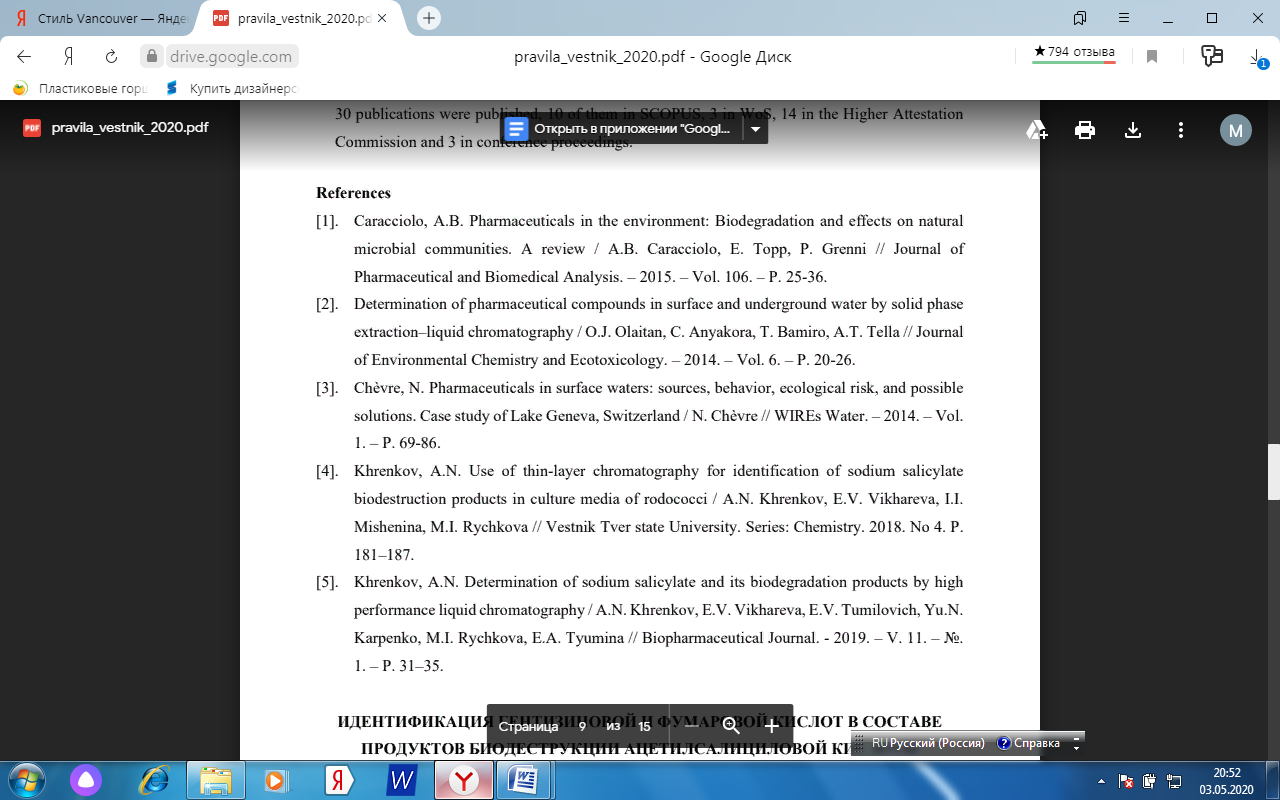 Стиль Vancouver — Янде
pravila_vestnik_2020.pd
drive.google.com
pravila_vestnik_2020.pdf - Google Диск
★794 отзыва
1
Пластиковые горш
Купить дизайнерс
30 publications were published, 10 of them in SCOPUS, 3 in WoS, 14 in the Higher Attestation
PDF pravila_vestnik_2020.pdf
Открыть в приложении "Googl...
M
Commission and 3 in conference proceedings.
References
[1]. Caracciolo, A.B. Pharmaceuticals in the environment: Biodegradation and effects on natural
microbial communities. A review / A.B. Caracciolo, E. Topp, P. Grenni // Journal of
Pharmaceutical and Biomedical Analysis. – 2015. – Vol. 106. – P. 25-36.
[2]. Determination of pharmaceutical compounds in surface and underground water by solid phase
extraction–liquid chromatography / O.J. Olaitan, C. Anyakora, T. Bamiro, A.T. Tella // Journal
of Environmental Chemistry and Ecotoxicology. – 2014. – Vol. 6. – P. 20-26.
[3]. Chèvre, N. Pharmaceuticals in surface waters: sources, behavior, ecological risk, and possible
solutions. Case study of Lake Geneva, Switzerland / N. Chèvre // WIREs Water. – 2014. – Vol.
1. – P. 69-86.
[4]. Khrenkov, A.N. Use of thin-layer chromatography for identification of sodium salicylate
biodestruction products in culture media of rodococci / A.N. Khrenkov, E.V. Vikhareva, I.I.
Mishenina, M.I. Rychkova // Vestnik Tver state University. Series: Chemistry. 2018. No 4. P.
181–187.
[5]. Khrenkov, A.N. Determination of sodium salicylate and its biodegradation products by high
performance liquid chromatography / A.N. Khrenkov, E.V. Vikhareva, E.V. Tumilovich, Yu.N.
Karpenko, M.I. Rychkova, E.A. Tyumina // Biopharmaceutical Journal. - 2019. – V. 11. – №.
1. – P. 31–35.
ИДЕНТИФИКАЦИЯ ГЕНТИЗИНОВОЙ И ФУМАРОВОЙ КИСЛОТ В СОСТАВЕ
Страница 9 из 15
ПРОДУКТОВ БИОДЕСТРУКЦИИ АЦЕТИЛСАЛИЦИЛОВОЙ КИ
RU Русский (Россия) Справка
20:52
03.05.2020